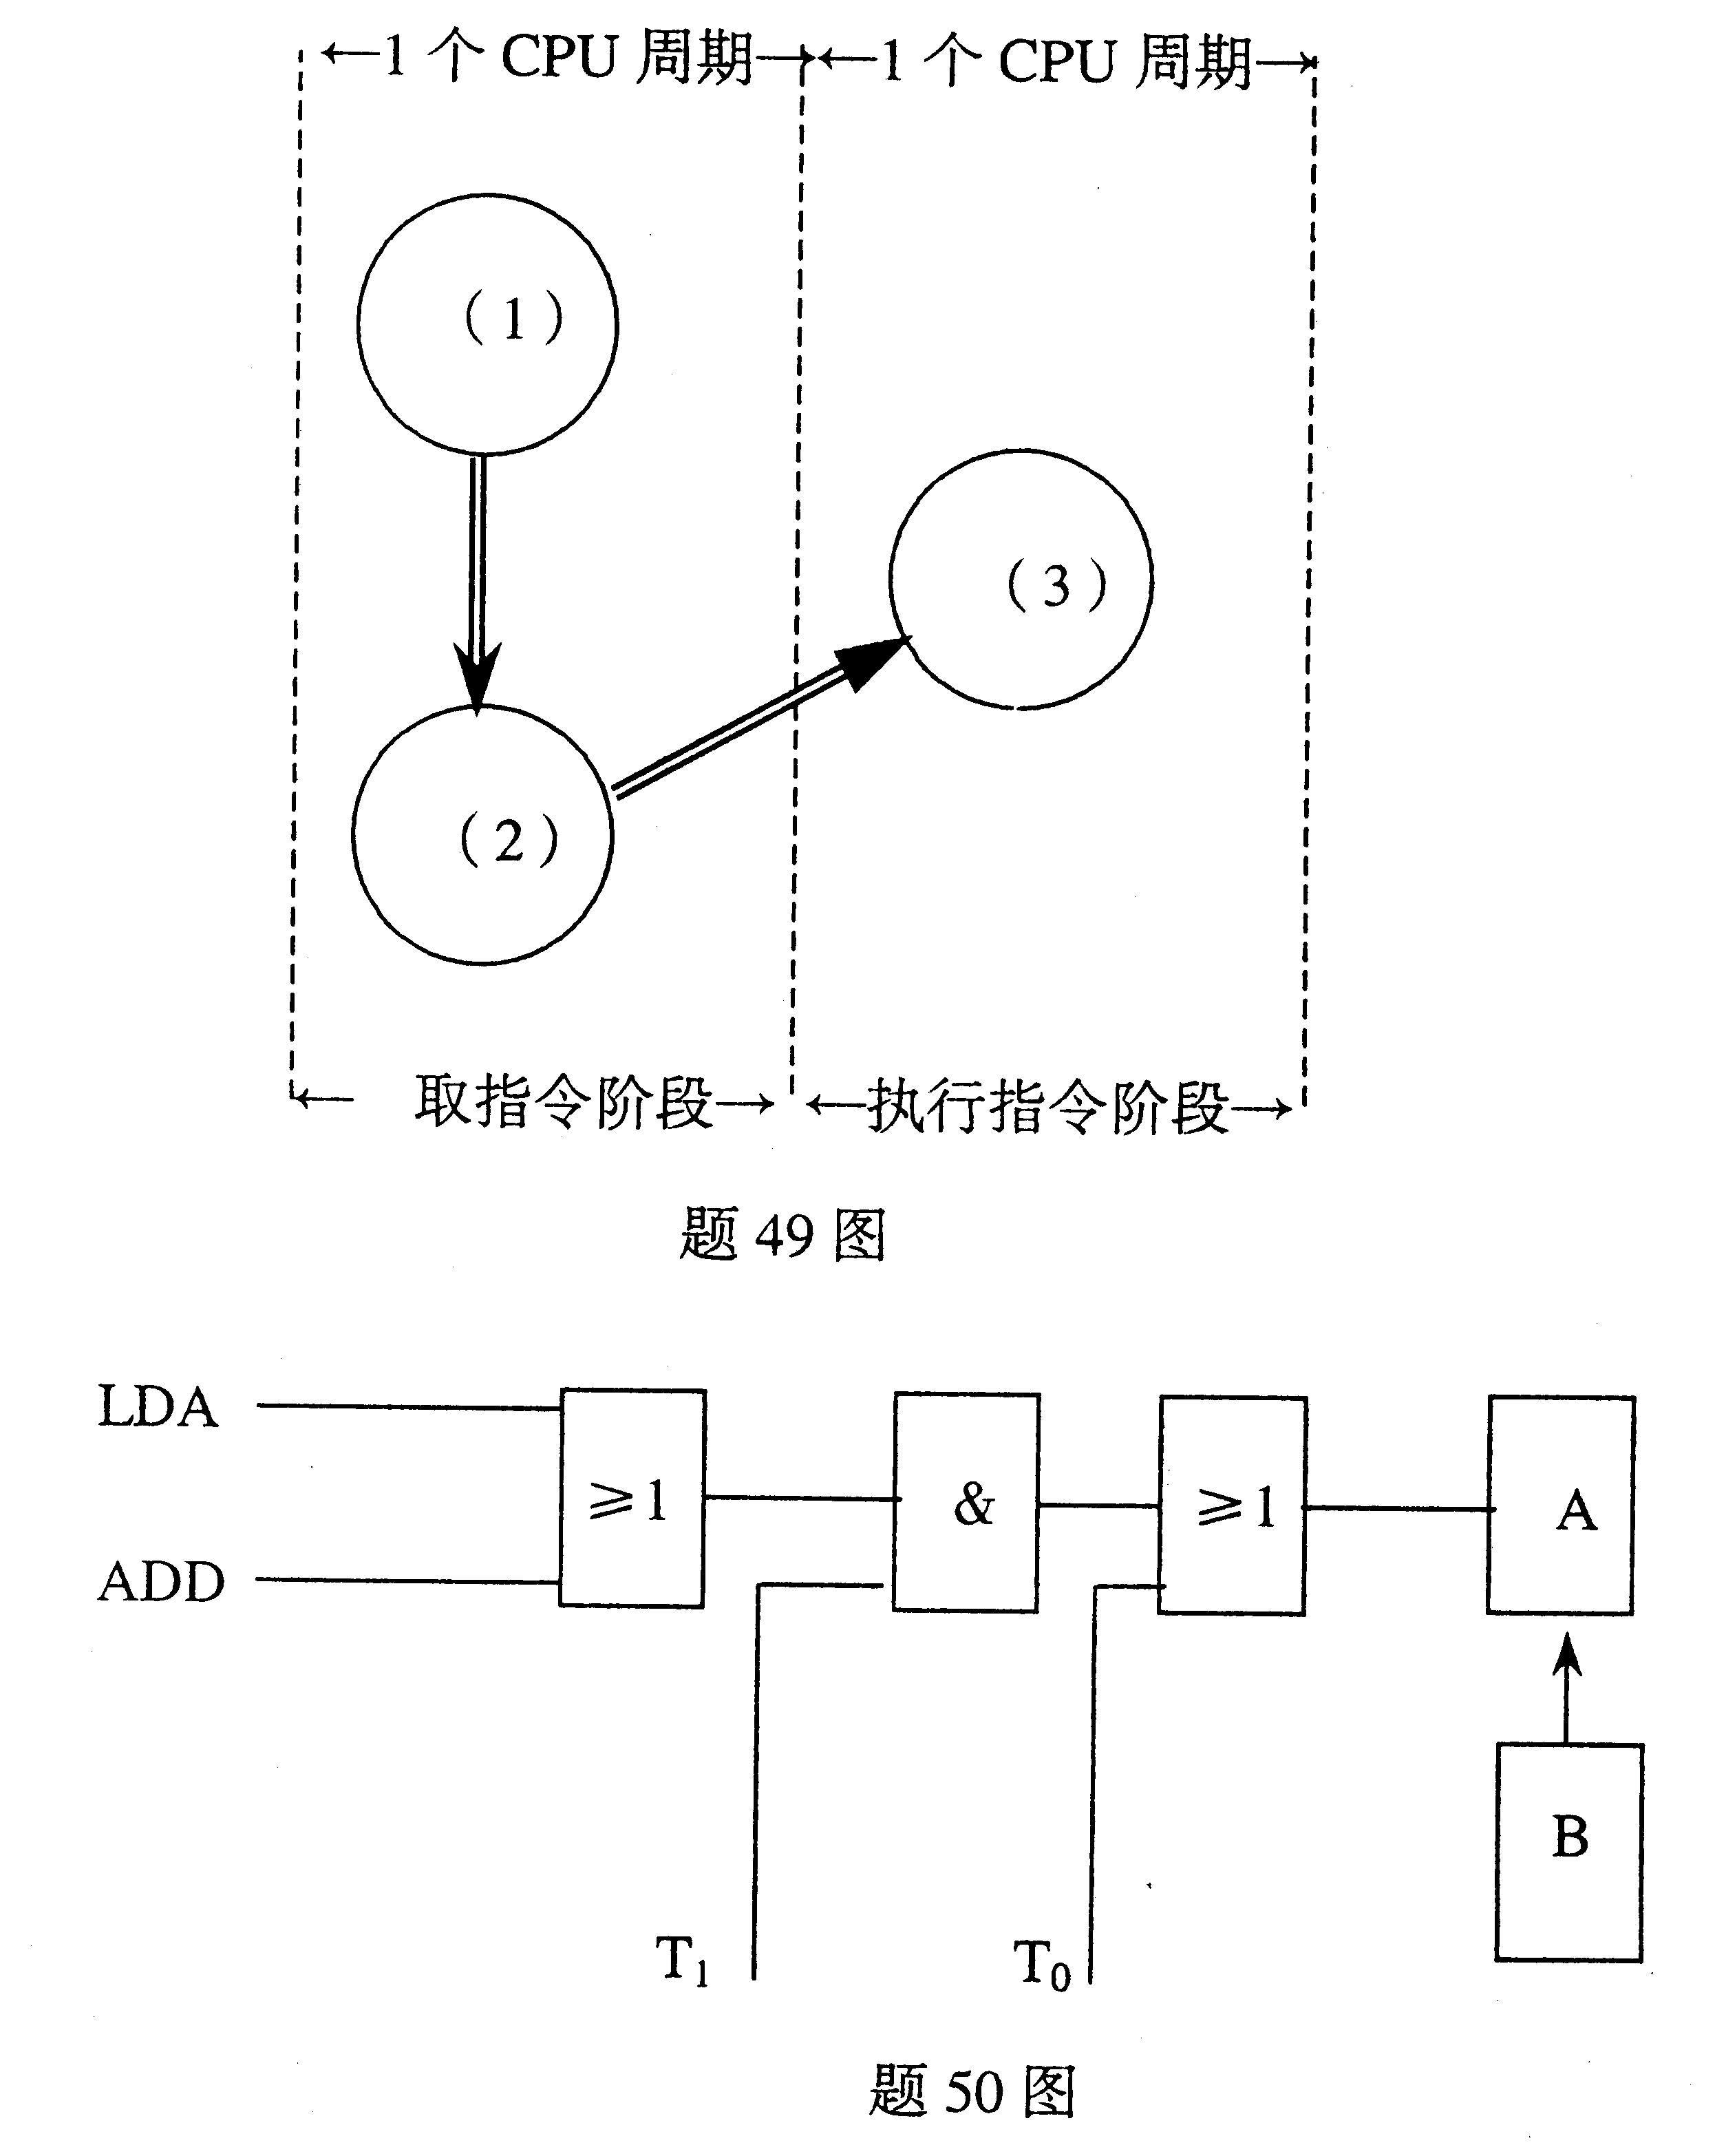 ←1 个 CPU 周期→←1 个 CPU 周期→
（1）
（3）
（2）
← 取指令阶段→ ←执行指令阶段→
题 49 图
LDA
≥1
&
≥1
A
ADD
B
T₁
T₀
题 50 图